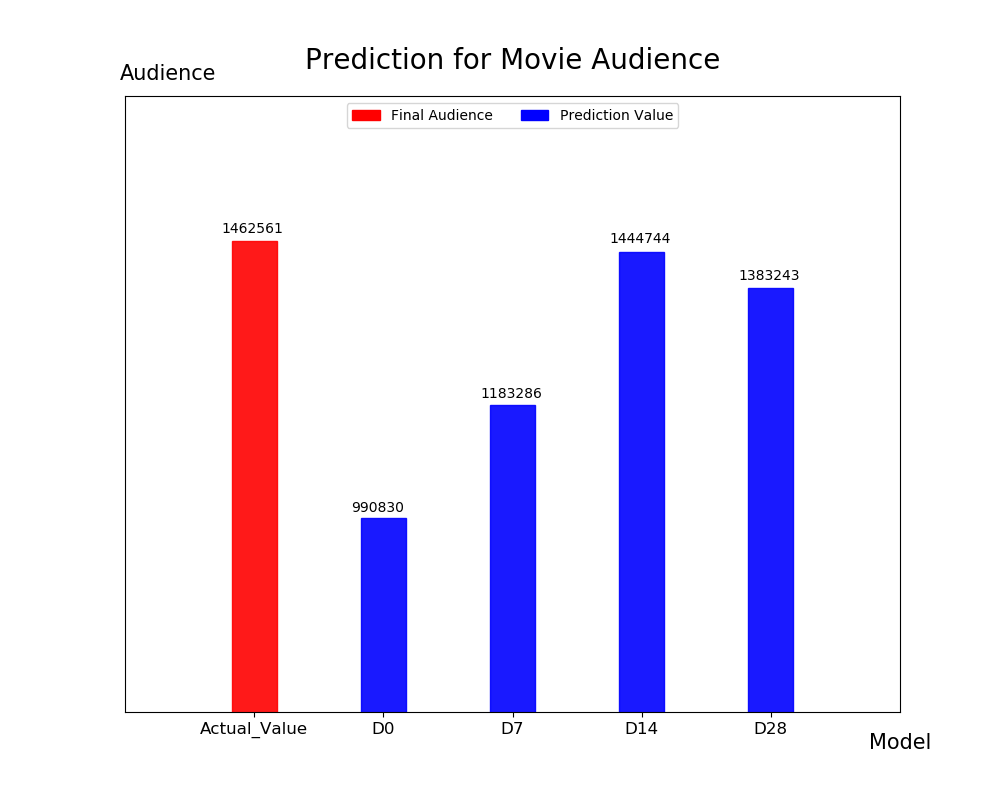 Prediction for Movie Audience
Audience
Final Audience
Prediction Value
1462561
990830
1183286
1444744
1383243
Actual_Value
D0
D7
D14
D28
Model